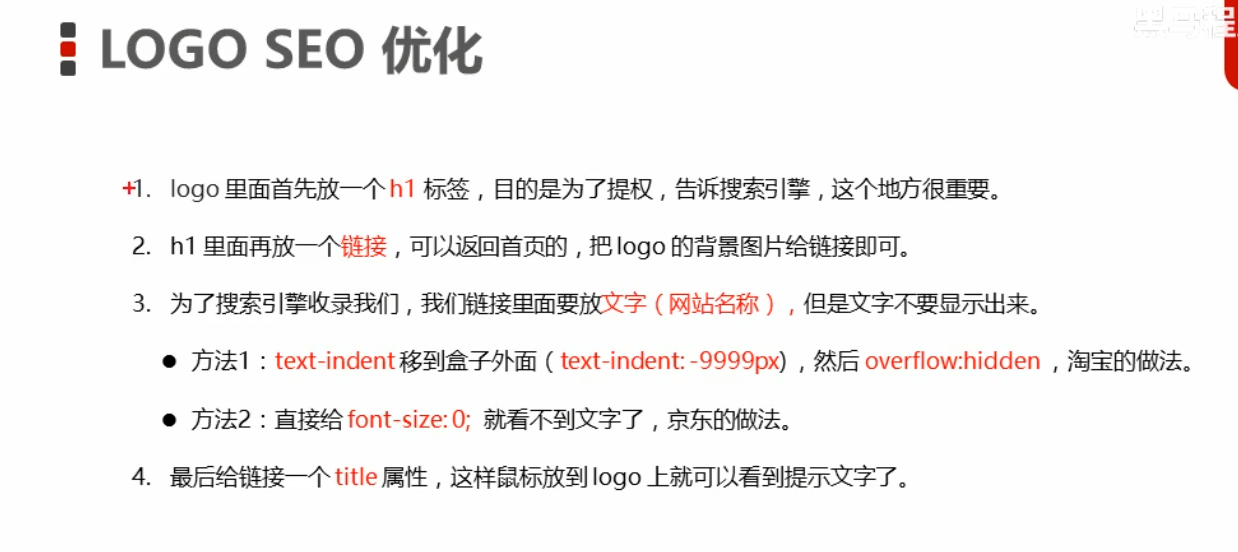 黑马程
LOGO SEO 优化
1. logo 里面首先放一个 h1 标签，目的是为了提权，告诉搜索引擎，这个地方很重要。
2. h1 里面再放一个链接，可以返回首页的，把 logo 的背景图片给链接即可。
3. 为了搜索引擎收录我们，我们链接里面要放文字（网站名称），但是文字不要显示出来。
● 方法1：text-indent 移到盒子外面（text-indent: -9999px)，然后 overflow:hidden ，淘宝的做法。
● 方法2：直接给 font-size: 0; 就看不到文字了，京东的做法。
4. 最后给链接一个 title 属性，这样鼠标放到 logo 上就可以看到提示文字了。